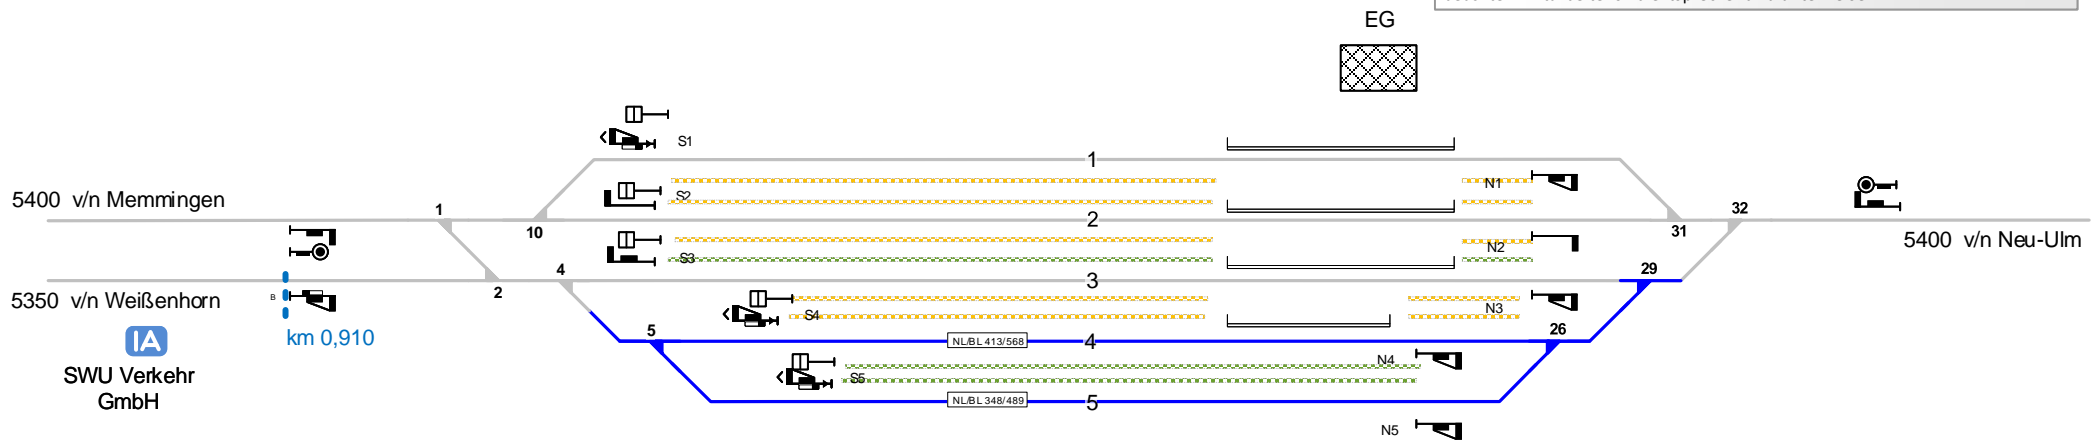 EG
S1
1
5400 v/n Memmingen
S2
N1
1
10
2
31
32
5400 v/n Neu-Ulm
S3
N2
4
3
29
5350 v/n Weißenhorn
B
2
S4
N3
km 0,910
IA
5
NL/BL 413/568
4
26
SWU Verkehr
GmbH
S5
N4
NL/BL 348/489
5
N5